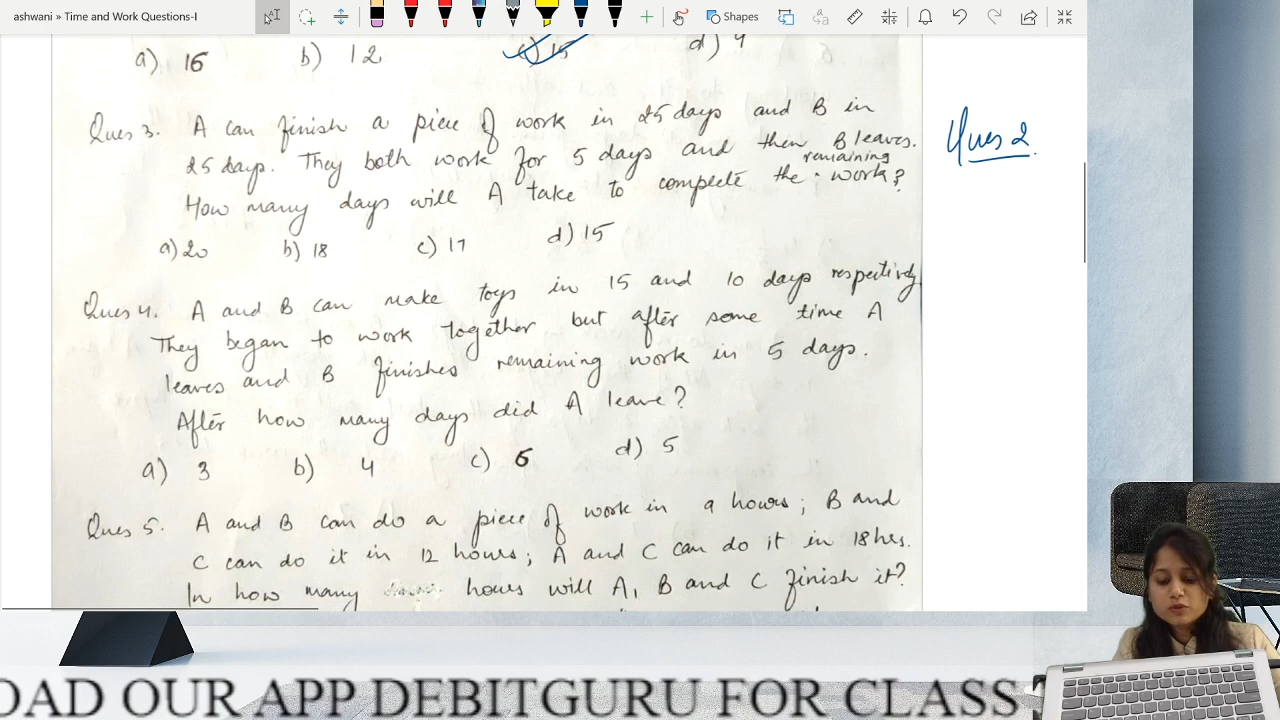 ashwani » Time and Work Questions-I
Shapes
a) 16 b) 12 c) 15 d) 4
Ques 3. A can finish a piece of work in 25 days and B in
25 days. They both work for 5 days and then B leaves.
How many days will A take to complete the remaining work?
a) 20 b) 18 c) 17 d) 15
Ques 2.
Ques 4. A and B can make toys in 15 and 10 days respectively
They began to work together but after some time A
leaves and B finishes remaining work in 5 days.
After how many days did A leave?
a) 3 b) 4 c) 6 d) 5
Ques 5. A and B can do a piece of work in 9 hours; B and
C can do it in 12 hours; A and C can do it in 18 hrs.
In how many hours will A, B and C finish it?
OAD OUR APP DEBITGURU FOR CLASS